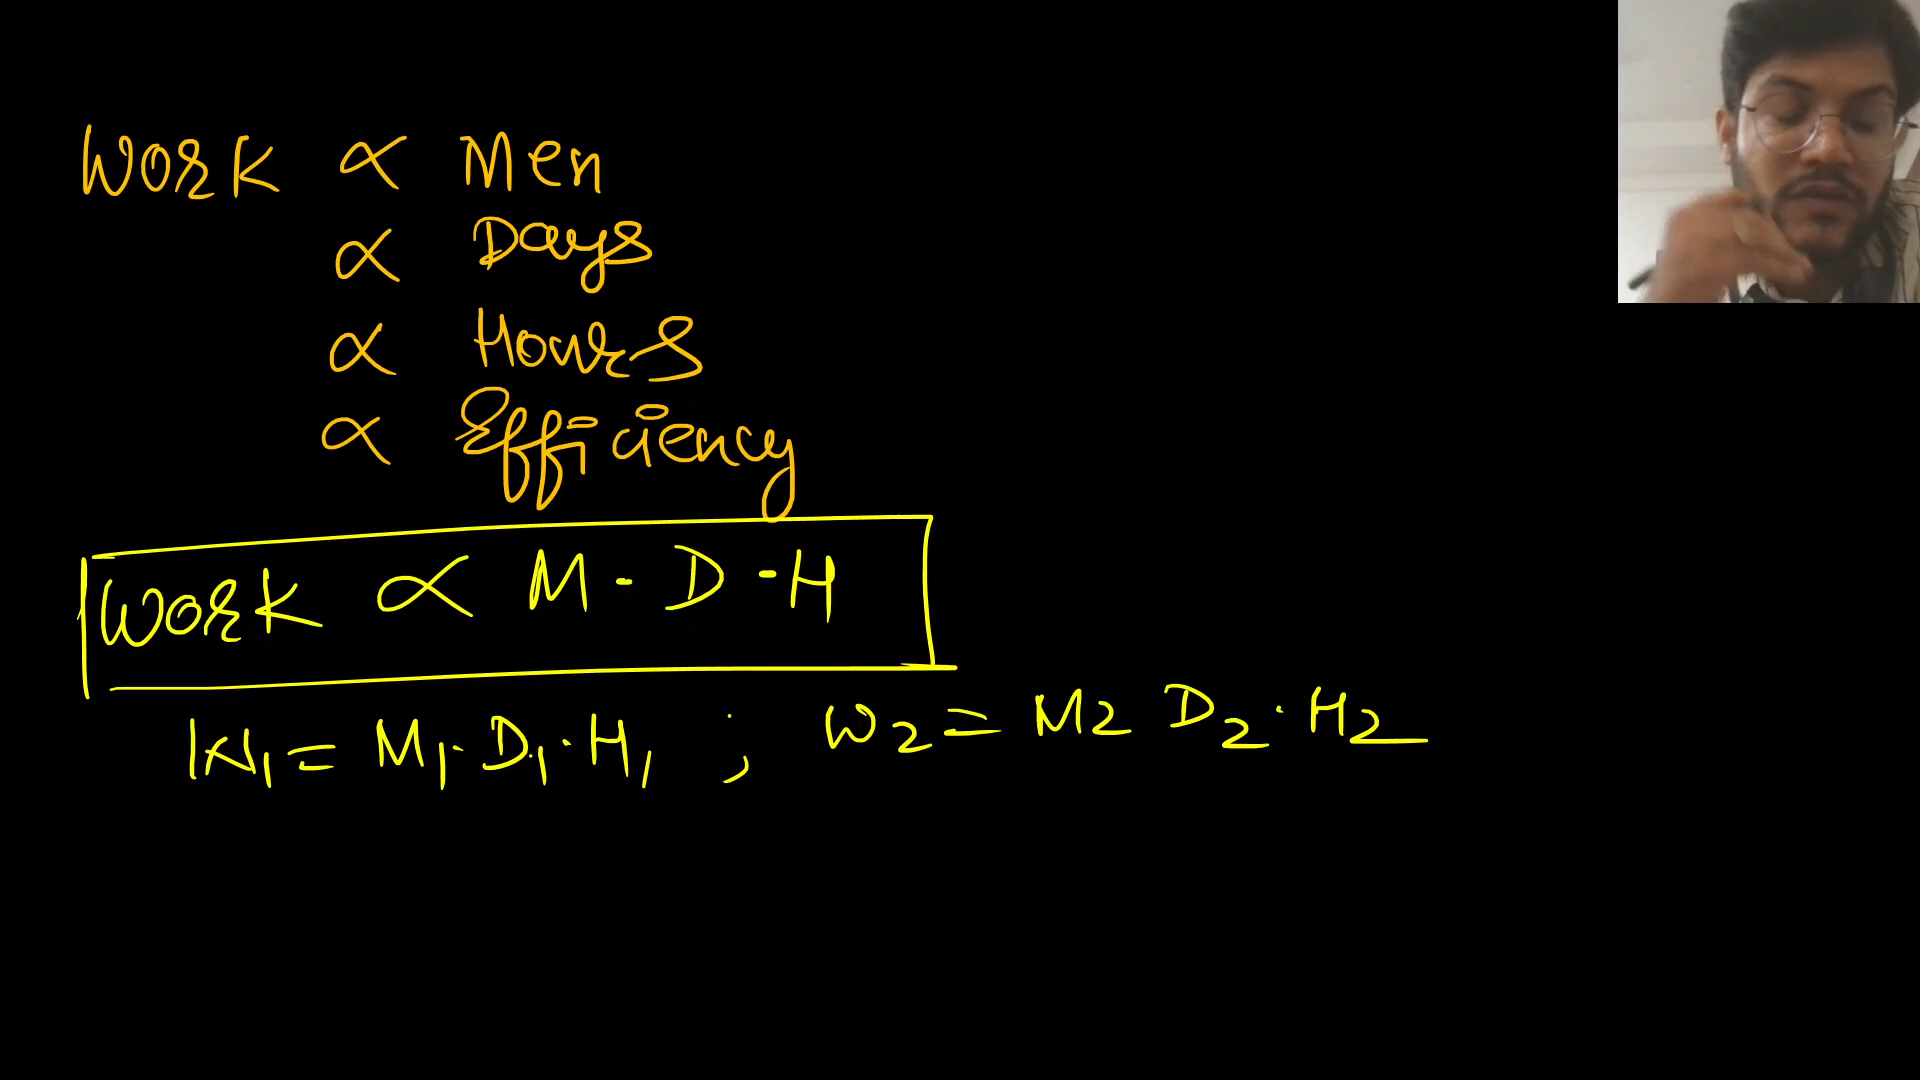 Work ∝ Men
∝ Days
∝ Hours
∝ Efficiency
Work ∝ M · D · H
W₁ = M₁ · D₁ · H₁ ; W₂ = M₂ D₂ · H₂